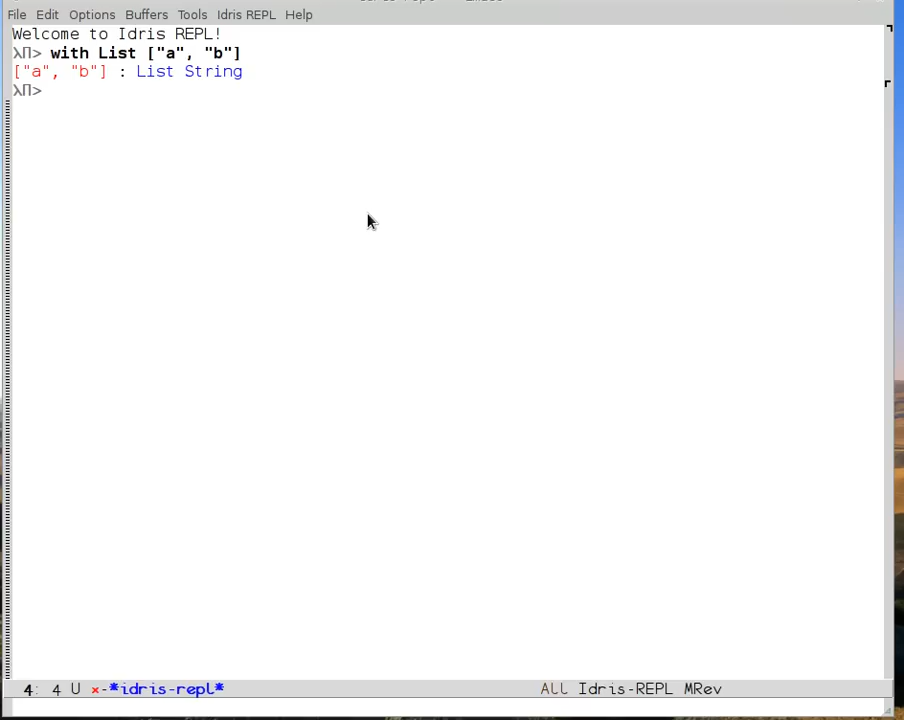 File Edit Options Buffers Tools Idris REPL Help
Welcome to Idris REPL!
λΠ> with List ["a", "b"]
["a", "b"] : List String
λΠ>
4: 4 U ×-*idris-repl* All Idris-REPL MRev